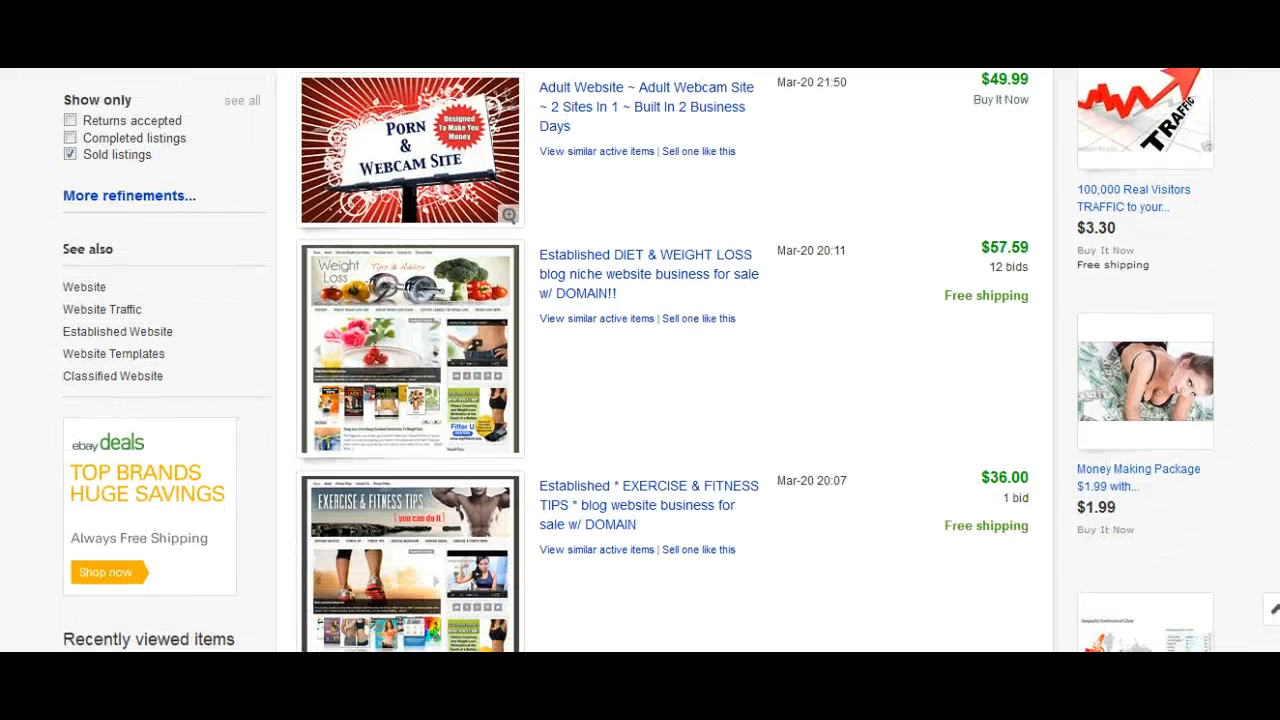 Show only
see all
Returns accepted
Completed listings
Sold listings
More refinements...
See also
Website
Website Traffic
Established Website
Website Templates
Classified Website
deals
TOP BRANDS
HUGE SAVINGS
Always Free Shipping
Shop now
Recently viewed items
PORN
&
WEBCAM SITE
Designed
To Make You
Money
Adult Website ~ Adult Webcam Site
~ 2 Sites In 1 ~ Built In 2 Business
Days
View similar active items | Sell one like this
Mar-20 21:50
$49.99
Buy It Now
Weight
Loss
Tips & Advice
Established DIET & WEIGHT LOSS
blog niche website business for sale
w/ DOMAIN!!
View similar active items | Sell one like this
Mar-20 20:11
$57.59
12 bids
Free shipping
EXERCISE & FITNESS TIPS
[you can do it]
Established * EXERCISE & FITNESS
TIPS * blog website business for
sale w/ DOMAIN
View similar active items | Sell one like this
Mar-20 20:07
$36.00
1 bid
Free shipping
TRAFFIC
100,000 Real Visitors
TRAFFIC to your...
$3.30
Buy It Now
Free shipping
Money Making Package
$1.99 with...
$1.99
Buy It Now